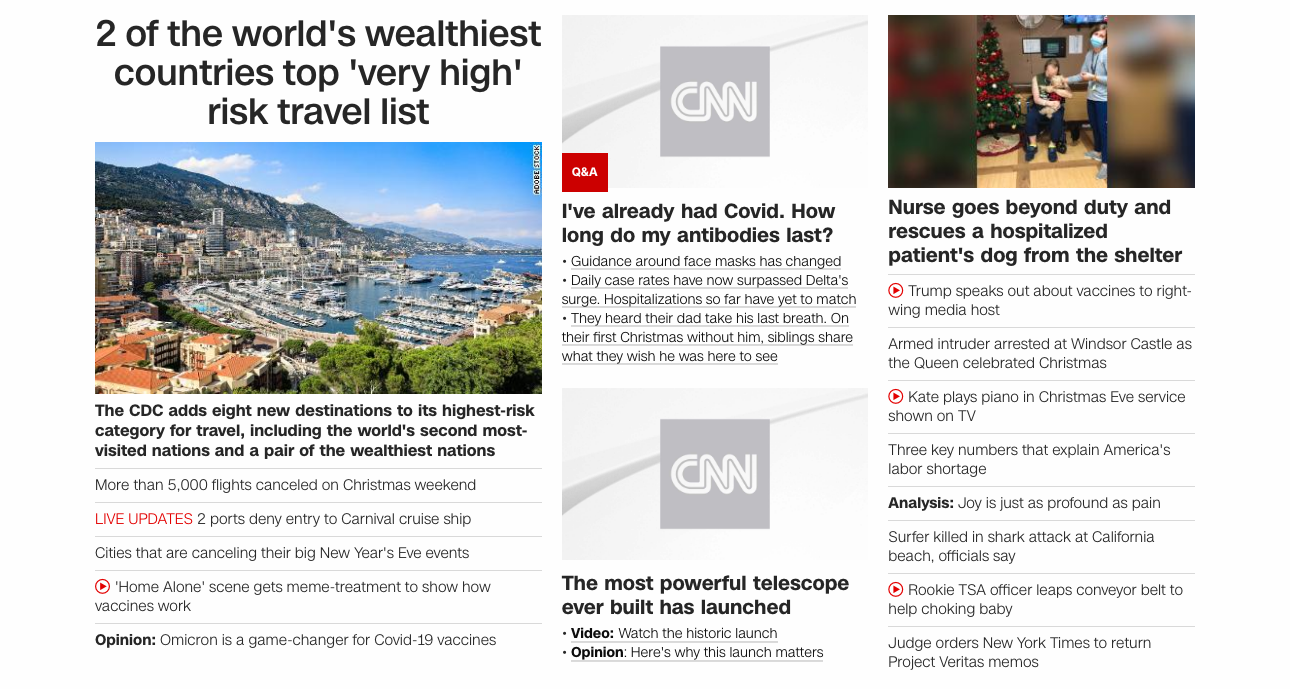 2 of the world's wealthiest
countries top 'very high'
risk travel list
ADOBE STOCK
The CDC adds eight new destinations to its highest-risk
category for travel, including the world's second most-
visited nations and a pair of the wealthiest nations
More than 5,000 flights canceled on Christmas weekend
LIVE UPDATES 2 ports deny entry to Carnival cruise ship
Cities that are canceling their big New Year's Eve events
'Home Alone' scene gets meme-treatment to show how
vaccines work
Opinion: Omicron is a game-changer for Covid-19 vaccines
CNN
Q&A
I've already had Covid. How
long do my antibodies last?
• Guidance around face masks has changed
• Daily case rates have now surpassed Delta's
surge. Hospitalizations so far have yet to match
• They heard their dad take his last breath. On
their first Christmas without him, siblings share
what they wish he was here to see
CNN
The most powerful telescope
ever built has launched
• Video: Watch the historic launch
• Opinion: Here's why this launch matters
Nurse goes beyond duty and
rescues a hospitalized
patient's dog from the shelter
Trump speaks out about vaccines to right-
wing media host
Armed intruder arrested at Windsor Castle as
the Queen celebrated Christmas
Kate plays piano in Christmas Eve service
shown on TV
Three key numbers that explain America's
labor shortage
Analysis: Joy is just as profound as pain
Surfer killed in shark attack at California
beach, officials say
Rookie TSA officer leaps conveyor belt to
help choking baby
Judge orders New York Times to return
Project Veritas memos